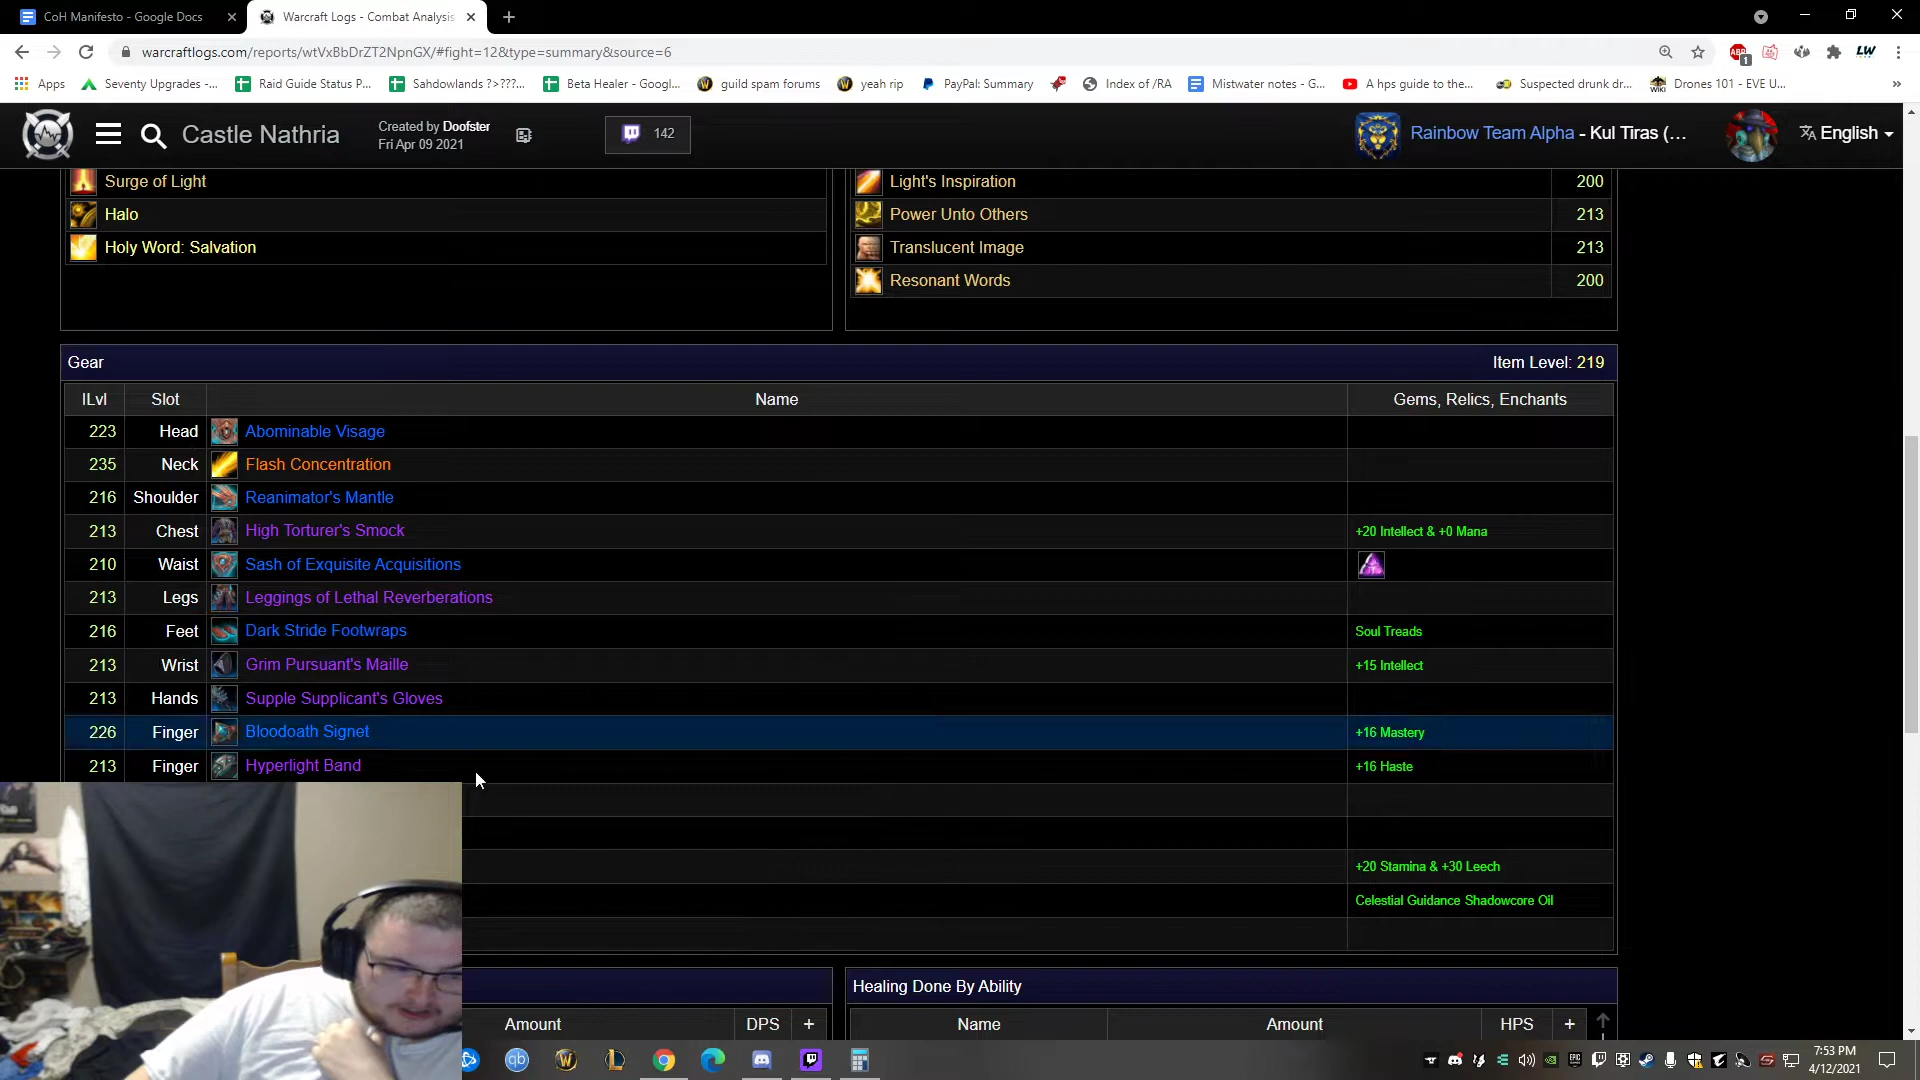 CoH Manifesto - Google Docs
Warcraft Logs - Combat Analysis
warcraftlogs.com/reports/wtVxBbDrZT2NpnGX/#fight=12&type=summary&source=6
ABP
1
LW
Apps
Seventy Upgrades -...
Raid Guide Status P...
Sahdowlands ?>???...
Beta Healer - Googl...
guild spam forums
yeah rip
PayPal: Summary
Index of /RA
Mistwater notes - G...
A hps guide to the...
Suspected drunk dr...
WIKI
Drones 101 - EVE U...
Castle Nathria
Created by Doofster
Fri Apr 09 2021
142
Rainbow Team Alpha - Kul Tiras (...
English
Surge of Light
Halo
Holy Word: Salvation
Light's Inspiration 200
Power Unto Others 213
Translucent Image 213
Resonant Words 200
Gear
Item Level: 219
ILvl Slot Name Gems, Relics, Enchants
223 Head Abominable Visage
235 Neck Flash Concentration
216 Shoulder Reanimator's Mantle
213 Chest High Torturer's Smock +20 Intellect & +0 Mana
210 Waist Sash of Exquisite Acquisitions
213 Legs Leggings of Lethal Reverberations
216 Feet Dark Stride Footwraps Soul Treads
213 Wrist Grim Pursuant's Maille +15 Intellect
213 Hands Supple Supplicant's Gloves
226 Finger Bloodoath Signet +16 Mastery
213 Finger Hyperlight Band +16 Haste
+20 Stamina & +30 Leech
Celestial Guidance Shadowcore Oil
Healing Done By Ability
Amount DPS +
Name Amount HPS +
qb
EPIC
7:53 PM
4/12/2021